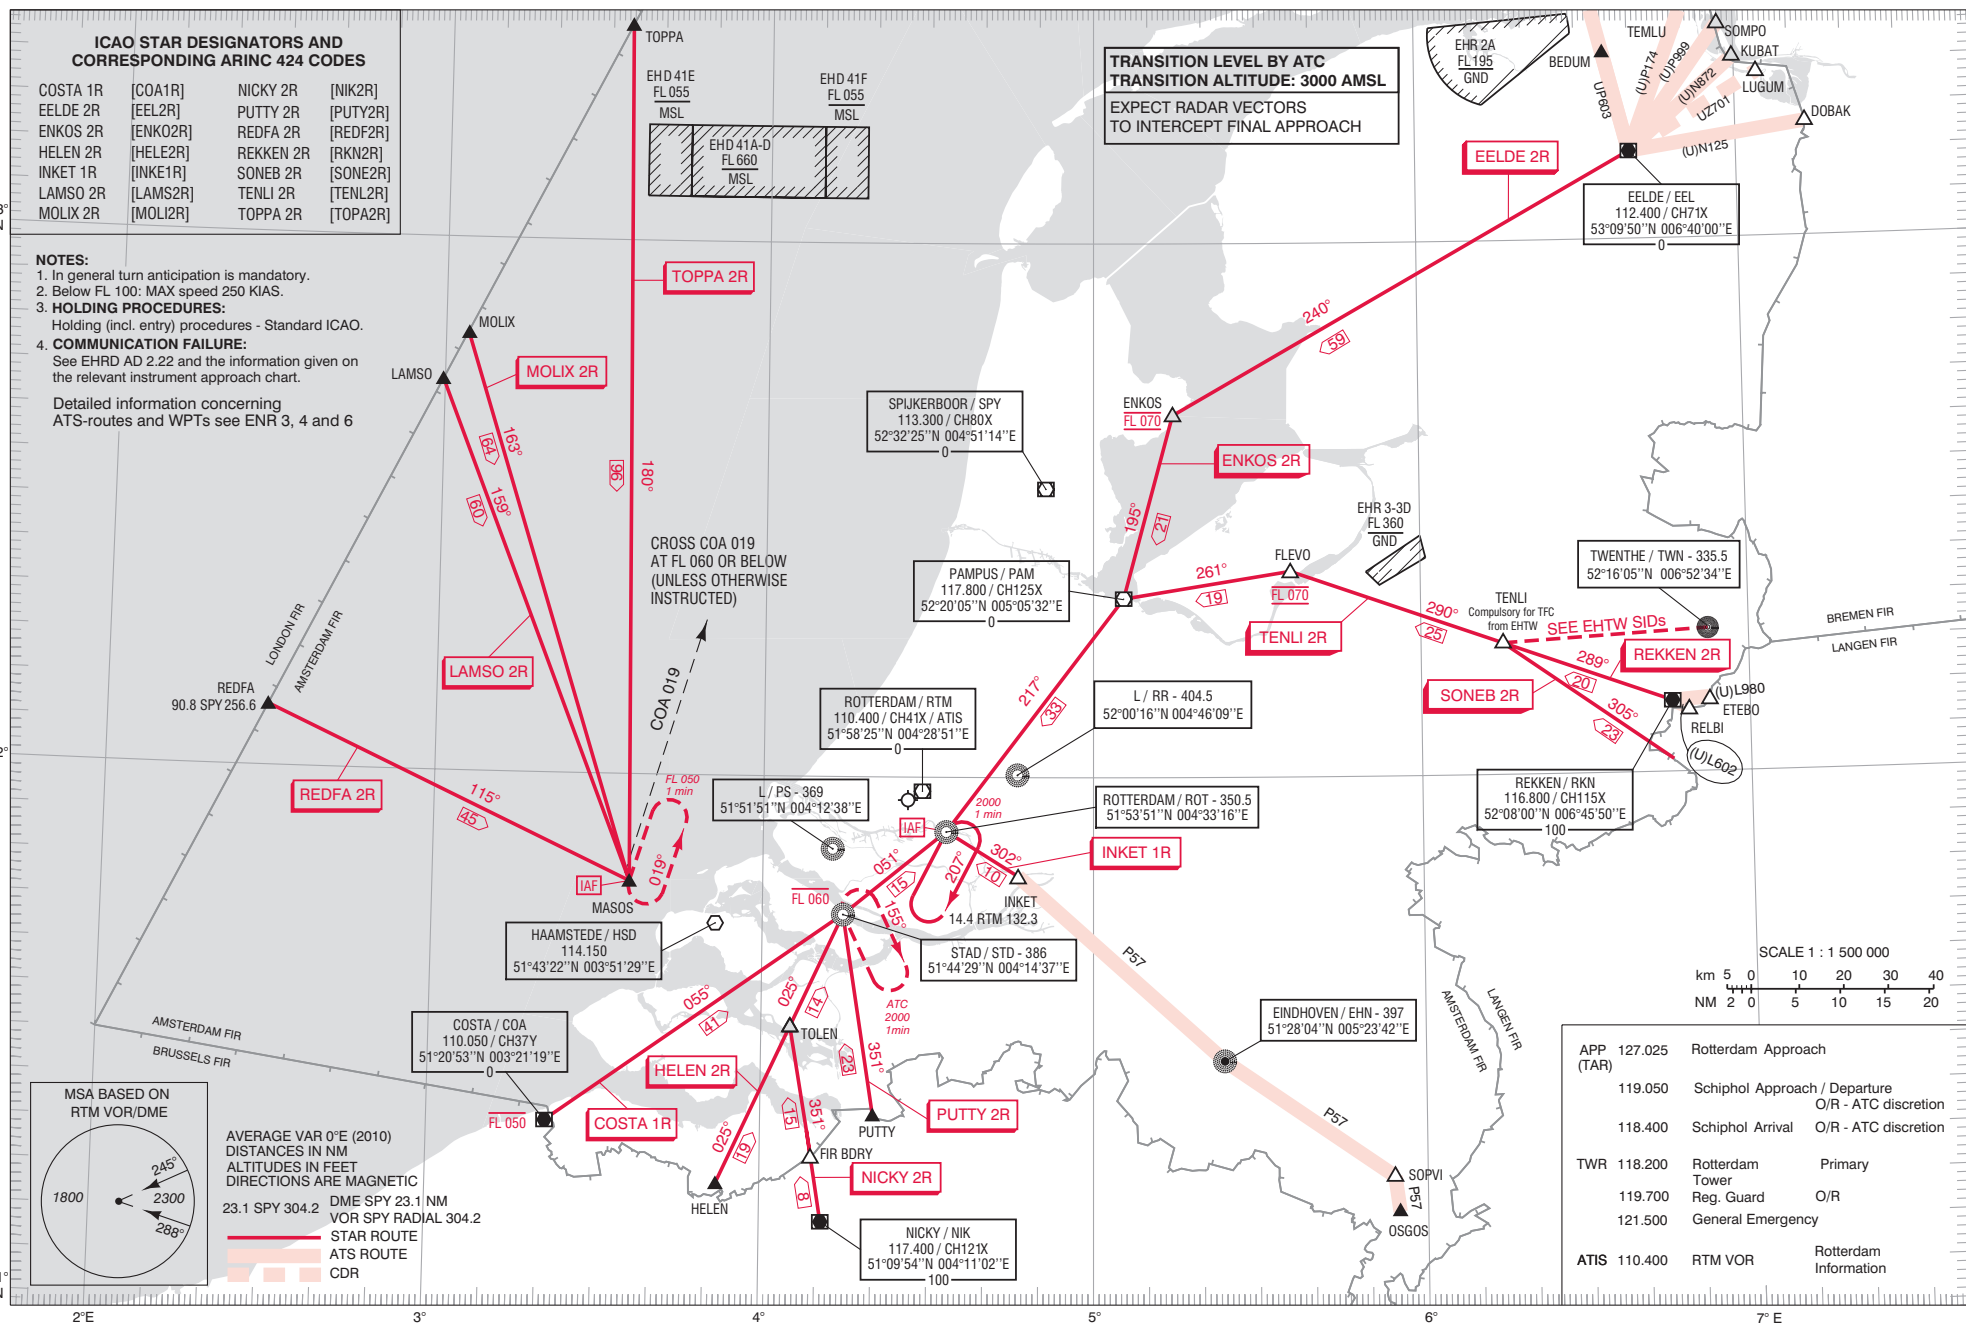 ICAO STAR DESIGNATORS AND
CORRESPONDING ARINC 424 CODES
COSTA 1R [COA1R] NICKY 2R [NIK2R]
EELDE 2R [EEL2R] PUTTY 2R [PUTY2R]
ENKOS 2R [ENKO2R] REDFA 2R [REDF2R]
HELEN 2R [HELE2R] REKKEN 2R [RKN2R]
INKET 1R [INKE1R] SONEB 2R [SONE2R]
LAMSO 2R [LAMS2R] TENLI 2R [TENL2R]
MOLIX 2R [MOLI2R] TOPPA 2R [TOPA2R]
NOTES:
1. In general turn anticipation is mandatory.
2. Below FL 100: MAX speed 250 KIAS.
3. HOLDING PROCEDURES:
Holding (incl. entry) procedures - Standard ICAO.
4. COMMUNICATION FAILURE:
See EHRD AD 2.22 and the information given on
the relevant instrument approach chart.
Detailed information concerning
ATS-routes and WPTs see ENR 3, 4 and 6
TOPPA
EHD 41E
FL 055
MSL
EHD 41F
FL 055
MSL
EHD 41A-D
FL 660
MSL
TRANSITION LEVEL BY ATC
TRANSITION ALTITUDE: 3000 AMSL
EXPECT RADAR VECTORS
TO INTERCEPT FINAL APPROACH
EHR 2A
FL195
GND
BEDUM
TEMLU
SOMPO
KUBAT
LUGUM
DOBAK
UP603
(U)P174
(U)P999
(U)N872
UZ701
(U)N125
EELDE 2R
EELDE / EEL
112.400 / CH71X
53°09'50''N 006°40'00''E
0
TOPPA 2R
MOLIX
MOLIX 2R
LAMSO
163°
64
159°
60
96
180°
240°
59
SPIJKERBOOR / SPY
113.300 / CH80X
52°32'25''N 004°51'14''E
0
ENKOS
FL 070
ENKOS 2R
195°
21
EHR 3-3D
FL 360
GND
CROSS COA 019
AT FL 060 OR BELOW
(UNLESS OTHERWISE
INSTRUCTED)
PAMPUS / PAM
117.800 / CH125X
52°20'05''N 005°05'32''E
0
261°
19
FLEVO
FL 070
TENLI 2R
290°
25
TENLI
Compulsory for TFC
from EHTW
TWENTHE / TWN - 335.5
52°16'05''N 006°52'34''E
SEE EHTW SIDs
REKKEN 2R
289°
20
SONEB 2R
305°
23
BREMEN FIR
LANGEN FIR
(U)L980
ETEBO
RELBI
(U)L602
REKKEN / RKN
116.800 / CH115X
52°08'00''N 006°45'50''E
100
LONDON FIR
AMSTERDAM FIR
LAMSO 2R
REDFA
90.8 SPY 256.6
REDFA 2R
115°
45
COA 019
FL 050
1 min
019°
IAF
MASOS
217°
33
ROTTERDAM / RTM
110.400 / CH41X / ATIS
51°58'25''N 004°28'51''E
0
L / RR - 404.5
52°00'16''N 004°46'09''E
L / PS - 369
51°51'51''N 004°12'38''E
2000
1 min
IAF
ROTTERDAM / ROT - 350.5
51°53'51''N 004°33'16''E
051°
15
207°
302°
10
INKET 1R
INKET
14.4 RTM 132.3
FL 060
155°
HAAMSTEDE / HSD
114.150
51°43'22''N 003°51'29''E
STAD / STD - 386
51°44'29''N 004°14'37''E
P57
055°
41
025°
14
ATC
2000
1min
TOLEN
COSTA / COA
110.050 / CH37Y
51°20'53''N 003°21'19''E
0
FL 050
HELEN 2R
COSTA 1R
23
351°
PUTTY 2R
PUTTY
025°
19
15
351°
FIR BDRY
NICKY 2R
8
HELEN
NICKY / NIK
117.400 / CH121X
51°09'54''N 004°11'02''E
100
EINDHOVEN / EHN - 397
51°28'04''N 005°23'42''E
P57
SOPVI
P57
OSGOS
AMSTERDAM FIR
LANGEN FIR
AMSTERDAM FIR
BRUSSELS FIR
MSA BASED ON
RTM VOR/DME
1800
245°
2300
288°
AVERAGE VAR 0°E (2010)
DISTANCES IN NM
ALTITUDES IN FEET
DIRECTIONS ARE MAGNETIC
23.1 SPY 304.2 DME SPY 23.1 NM
VOR SPY RADIAL 304.2
STAR ROUTE
ATS ROUTE
CDR
SCALE 1 : 1 500 000
km 5 0 10 20 30 40
NM 2 0 5 10 15 20
APP 127.025 Rotterdam Approach
(TAR)
119.050 Schiphol Approach / Departure
O/R - ATC discretion
118.400 Schiphol Arrival O/R - ATC discretion
TWR 118.200 Rotterdam Primary
Tower
119.700 Reg. Guard O/R
121.500 General Emergency
ATIS 110.400 RTM VOR Rotterdam
Information
2°E 3° 4° 5° 6° 7° E